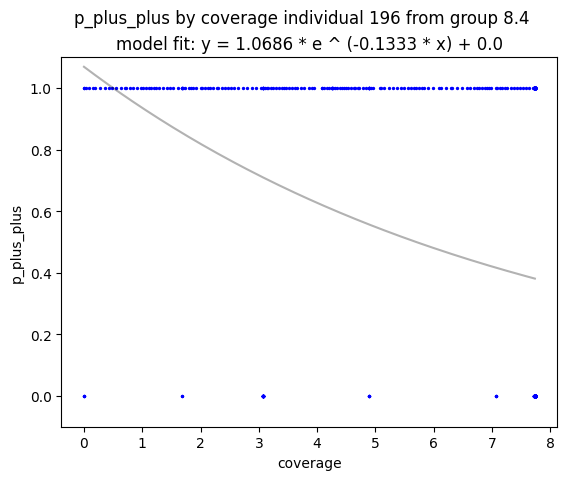 p_plus_plus by coverage individual 196 from group 8.4
model fit: y = 1.0686 * e ^ (-0.1333 * x) + 0.0
1.0
0.8
0.6
0.4
0.2
0.0
p_plus_plus
0 1 2 3 4 5 6 7 8
coverage